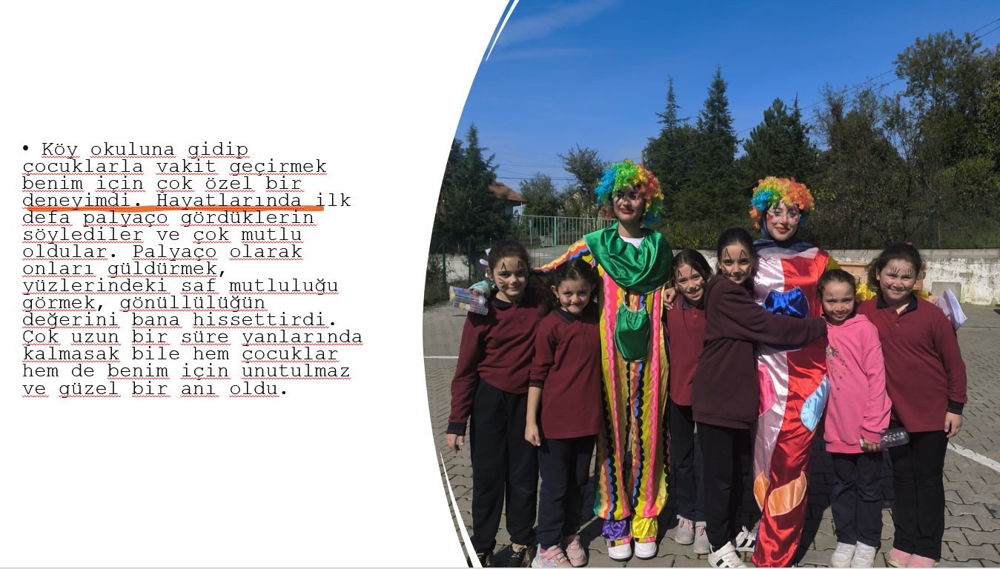 • Köy okuluna gidip
çocuklarla vakit geçirmek
benim için çok özel bir
deneyimdi. Hayatlarında ilk
defa palyaço gördüklerin
söylediler ve çok mutlu
oldular. Palyaço olarak
onları güldürmek,
yüzlerindeki saf mutluluğu
görmek, gönüllülüğün
değerini bana hissettirdi.
Çok uzun bir süre yanlarında
kalmasak bile hem çocuklar
hem de benim için unutulmaz
ve güzel bir anı oldu.